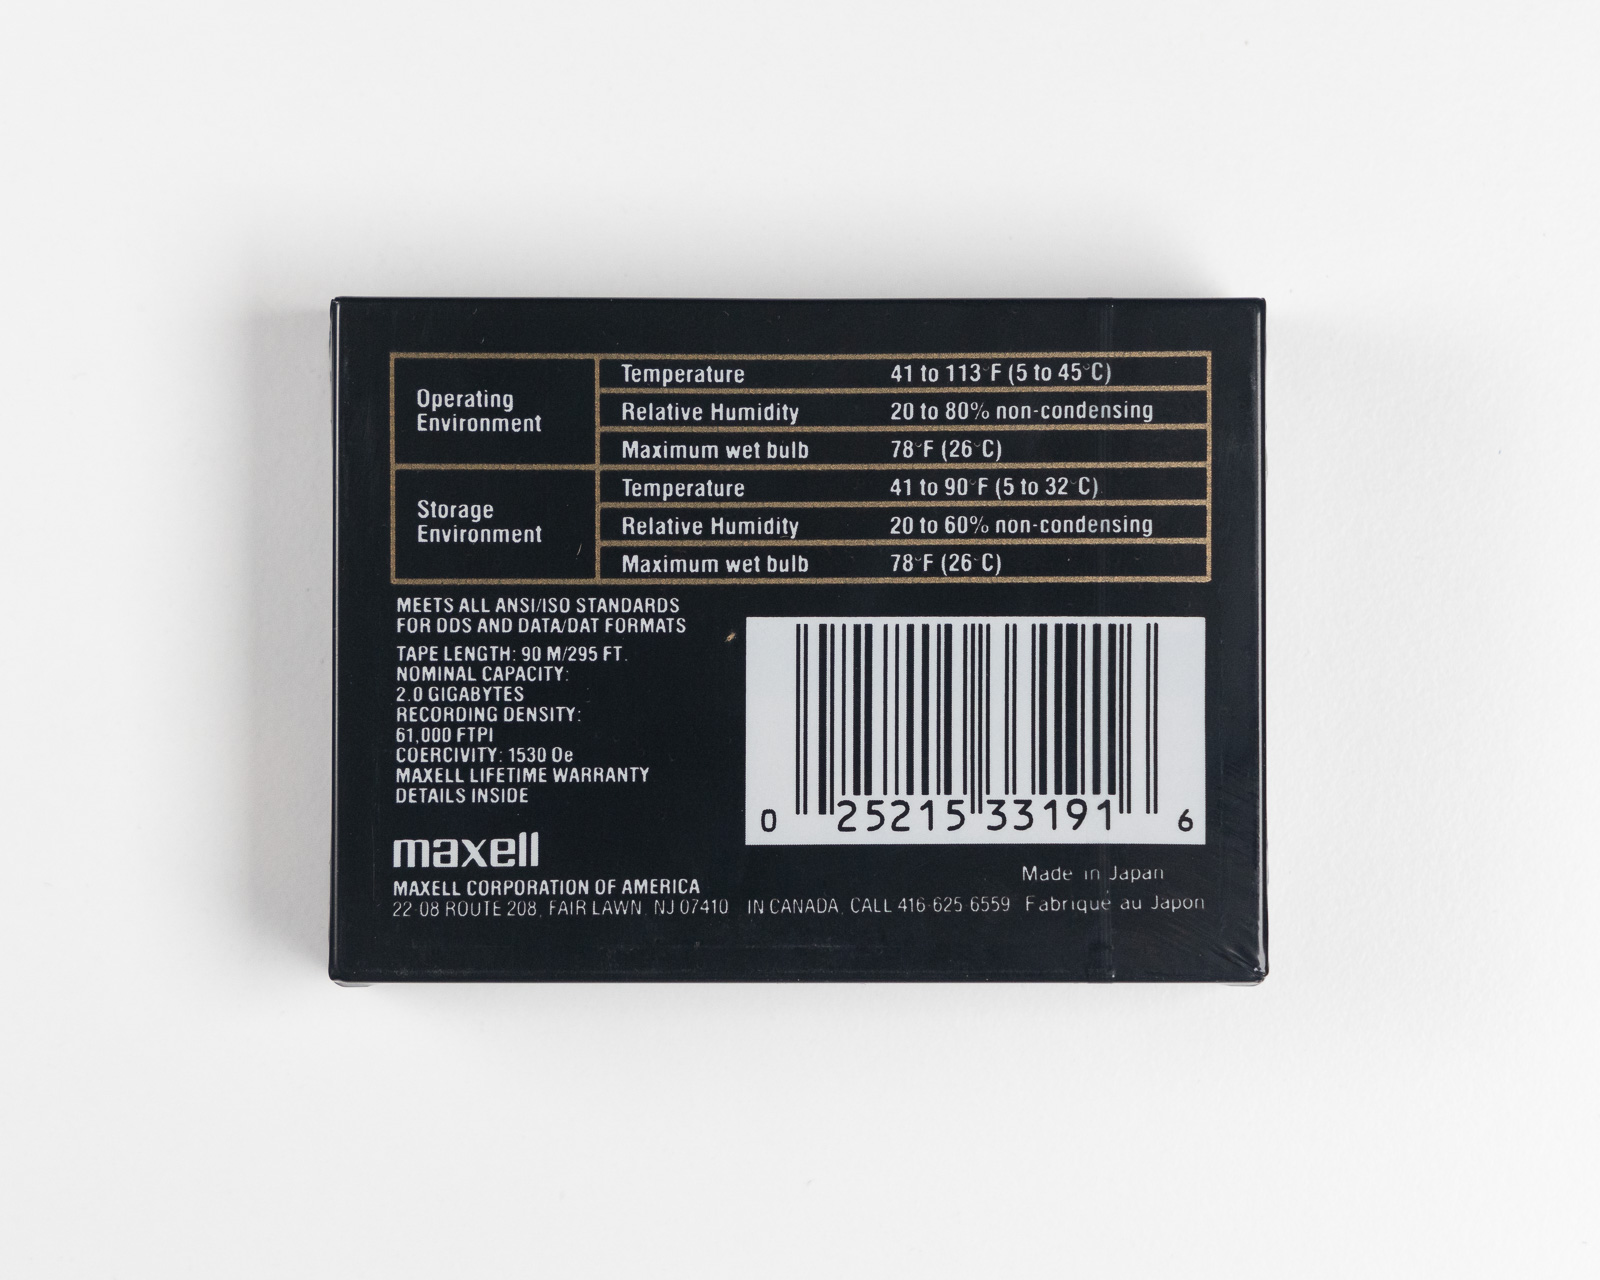 Operating Environment
Temperature 41 to 113°F (5 to 45°C)
Relative Humidity 20 to 80% non-condensing
Maximum wet bulb 78°F (26°C)
Storage Environment
Temperature 41 to 90°F (5 to 32°C)
Relative Humidity 20 to 60% non-condensing
Maximum wet bulb 78°F (26°C)
MEETS ALL ANSI/ISO STANDARDS
FOR DDS AND DATA/DAT FORMATS
TAPE LENGTH: 90 M/295 FT.
NOMINAL CAPACITY:
2.0 GIGABYTES
RECORDING DENSITY:
61,000 FTPI
COERCIVITY: 1530 Oe
MAXELL LIFETIME WARRANTY
DETAILS INSIDE
0 25215 33191 6
maxell
MAXELL CORPORATION OF AMERICA
22-08 ROUTE 208, FAIR LAWN, NJ 07410 IN CANADA, CALL 416-625-6559
Made in Japan
Fabriqué au Japon